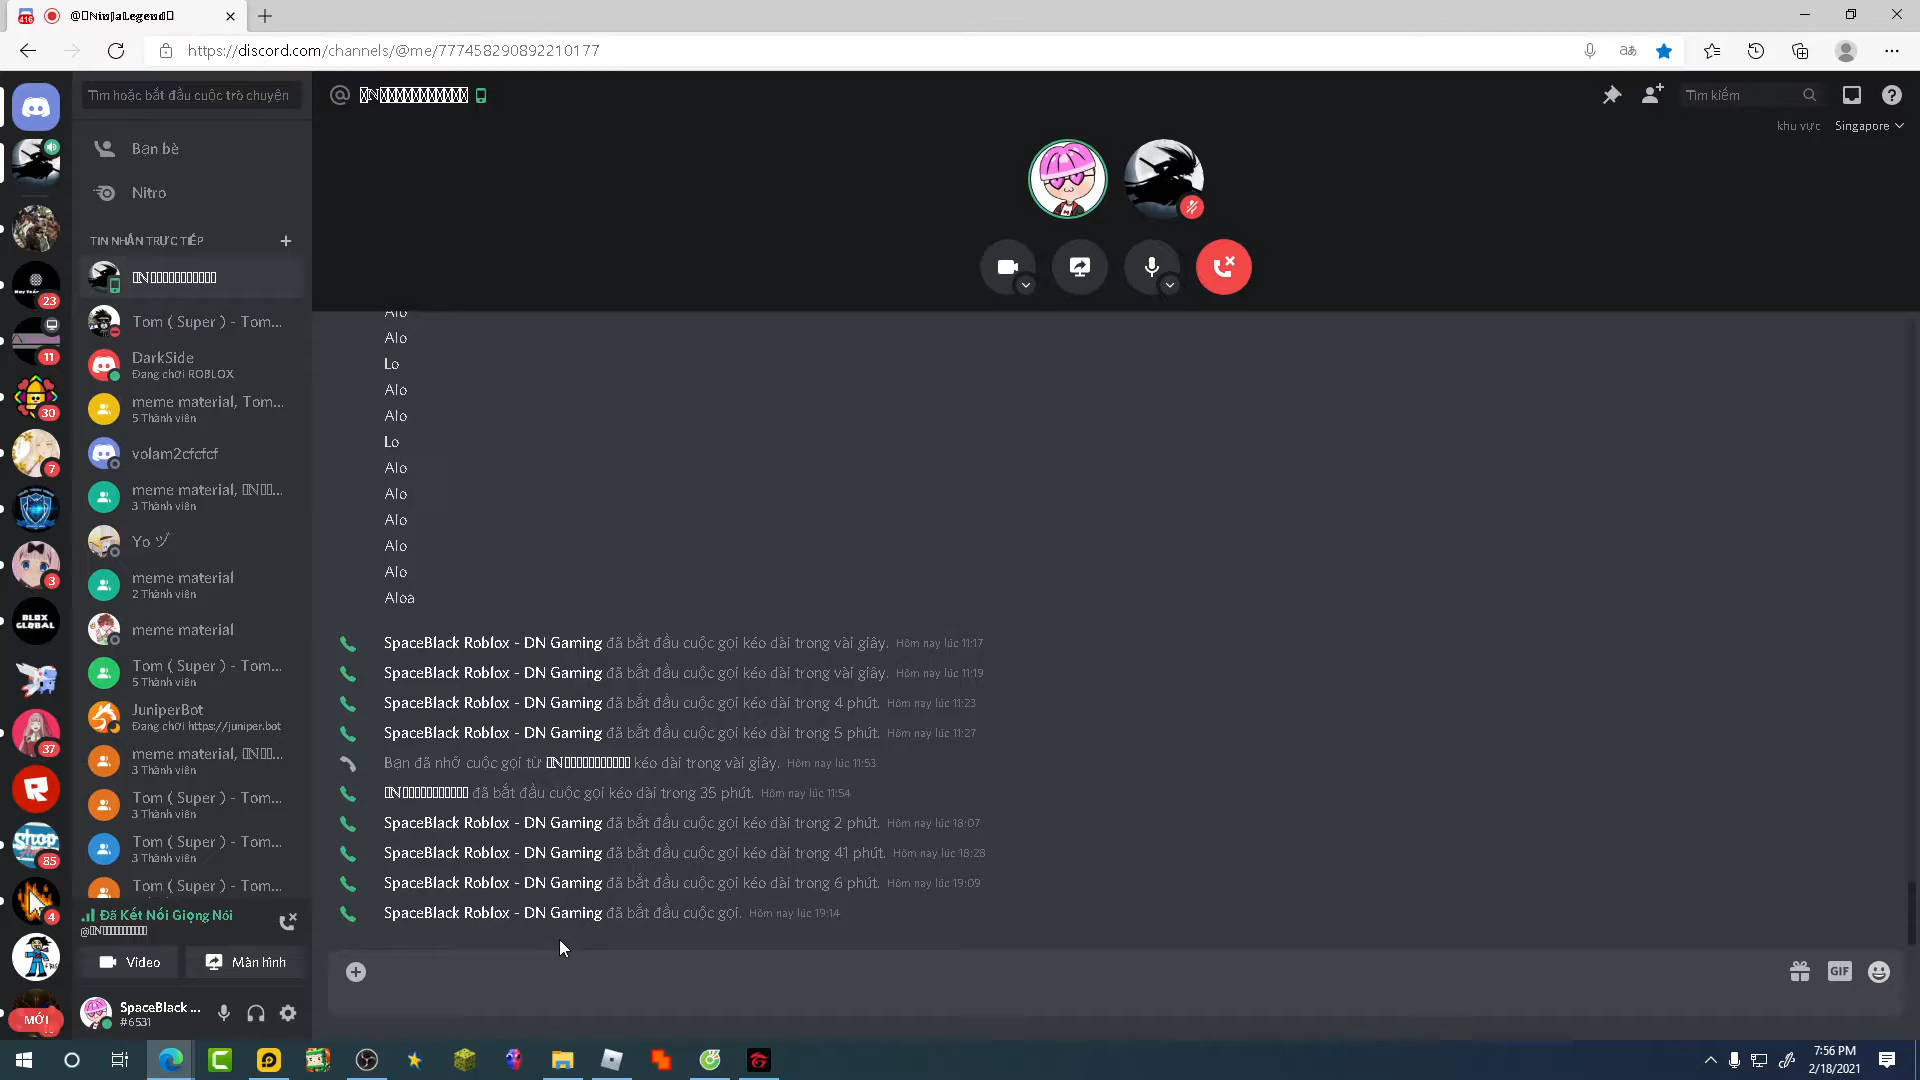 416
@▯NinjaLegend▯
https://discord.com/channels/@me/777458290892210177
Tìm hoặc bắt đầu cuộc trò chuyện
Tìm kiếm
khu vực Singapore
Bạn bè
Nitro
TIN NHẮN TRỰC TIẾP
Tom ( Super ) - Tom...
DarkSide
Đang chơi ROBLOX
meme material, Tom...
5 Thành viên
volam2cfcfcf
meme material, ▯N▯▯...
3 Thành viên
Yo ヅ
meme material
2 Thành viên
meme material
Tom ( Super ) - Tom...
5 Thành viên
JuniperBot
Đang chơi https://juniper.bot
meme material, ▯N▯▯...
3 Thành viên
Tom ( Super ) - Tom...
3 Thành viên
Tom ( Super ) - Tom...
3 Thành viên
Tom ( Super ) - Tom...
Đã Kết Nối Giọng Nói
Video
Màn hình
SpaceBlack ...
#6531
23
11
30
7
3
BLOX
GLOBAL
37
Shop
85
4
MỚI
Alo
Alo
Lo
Alo
Alo
Lo
Alo
Alo
Alo
Alo
Alo
Aloa
SpaceBlack Roblox - DN Gaming đã bắt đầu cuộc gọi kéo dài trong vài giây. Hôm nay lúc 11:17
SpaceBlack Roblox - DN Gaming đã bắt đầu cuộc gọi kéo dài trong vài giây. Hôm nay lúc 11:19
SpaceBlack Roblox - DN Gaming đã bắt đầu cuộc gọi kéo dài trong 4 phút. Hôm nay lúc 11:23
SpaceBlack Roblox - DN Gaming đã bắt đầu cuộc gọi kéo dài trong 5 phút. Hôm nay lúc 11:27
Bạn đã nhỡ cuộc gọi từ ▯N▯▯▯▯▯▯▯▯▯▯▯ kéo dài trong vài giây. Hôm nay lúc 11:53
▯N▯▯▯▯▯▯▯▯▯▯▯ đã bắt đầu cuộc gọi kéo dài trong 35 phút. Hôm nay lúc 11:54
SpaceBlack Roblox - DN Gaming đã bắt đầu cuộc gọi kéo dài trong 2 phút. Hôm nay lúc 18:07
SpaceBlack Roblox - DN Gaming đã bắt đầu cuộc gọi kéo dài trong 41 phút. Hôm nay lúc 18:28
SpaceBlack Roblox - DN Gaming đã bắt đầu cuộc gọi kéo dài trong 6 phút. Hôm nay lúc 19:09
SpaceBlack Roblox - DN Gaming đã bắt đầu cuộc gọi. Hôm nay lúc 19:14
GIF
7:56 PM
2/18/2021